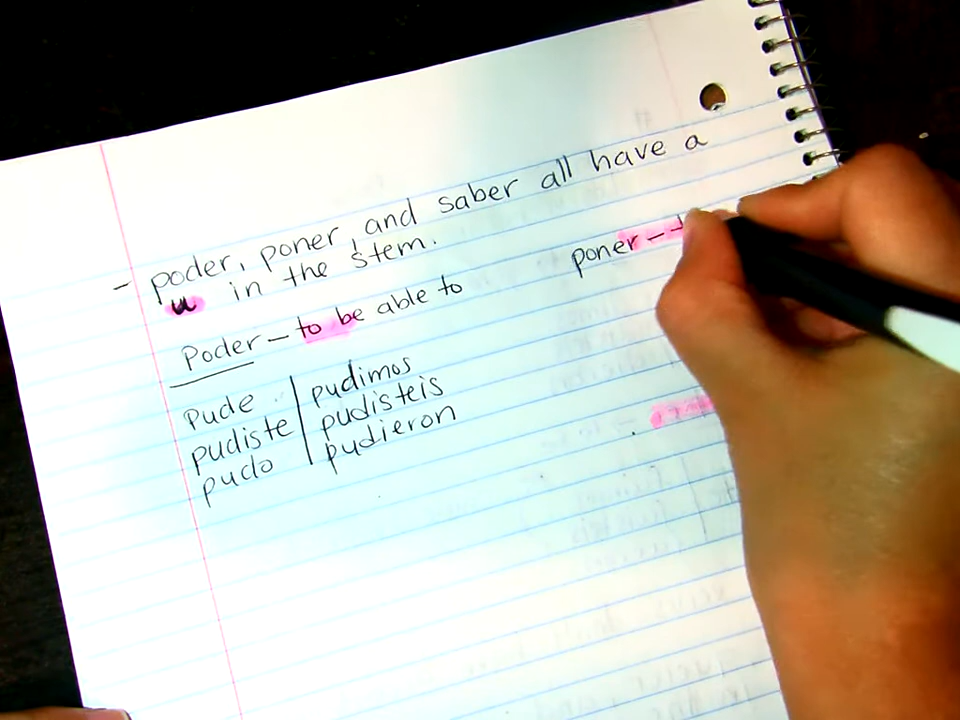 - poder, poner, and saber all have a
u in the stem.
Poder - to be able to
pude | pudimos
pudiste | pudisteis
pudo | pudieron
poner - t